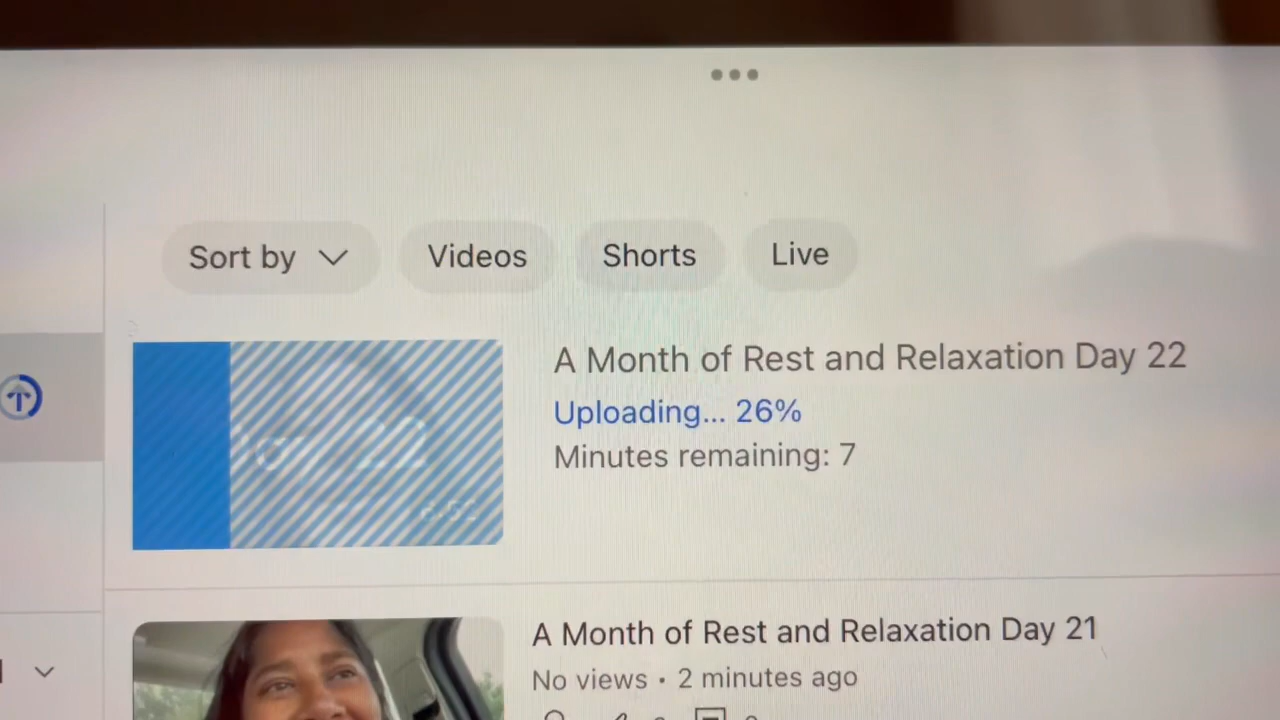 Sort by
Videos
Shorts
Live
A Month of Rest and Relaxation Day 22
Uploading... 26%
Minutes remaining: 7
22
A Month of Rest and Relaxation Day 21
No views • 2 minutes ago